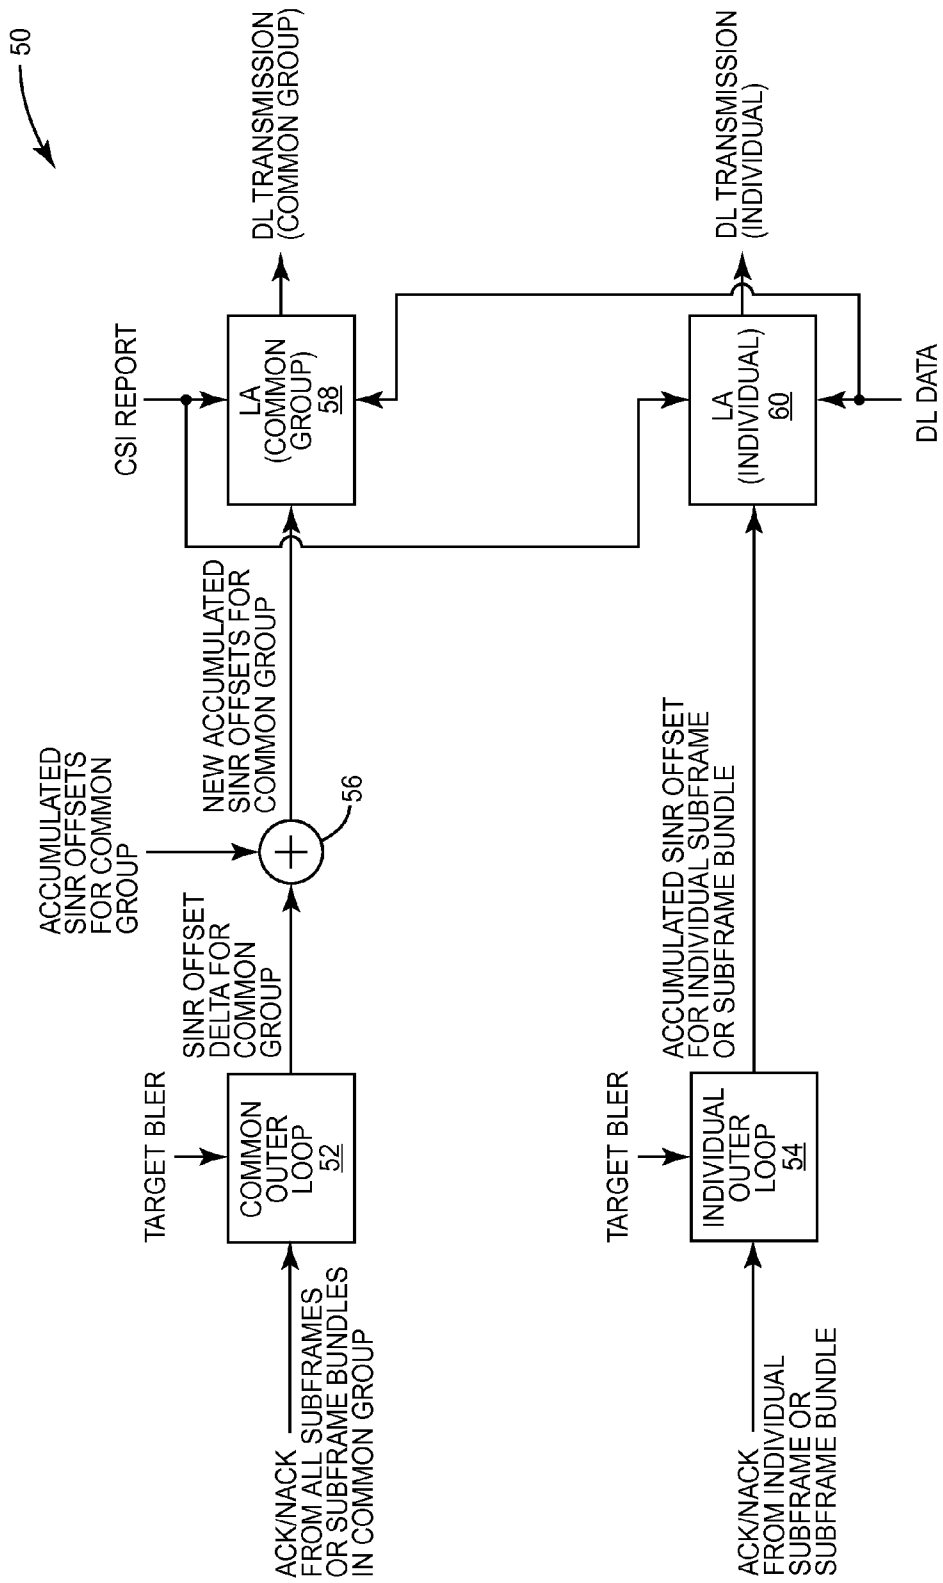 50
ACK/NACK
FROM ALL SUBFRAMES
OR SUBFRAME BUNDLES
IN COMMON GROUP
TARGET BLER
COMMON
OUTER
LOOP
52
SINR OFFSET
DELTA FOR
COMMON
GROUP
ACCUMULATED
SINR OFFSETS
FOR COMMON
GROUP
+
56
NEW ACCUMULATED
SINR OFFSETS FOR
COMMON GROUP
CSI REPORT
LA
(COMMON
GROUP)
58
DL TRANSMISSION
(COMMON GROUP)
ACK/NACK
FROM INDIVIDUAL
SUBFRAME OR
SUBFRAME BUNDLE
TARGET BLER
INDIVIDUAL
OUTER
LOOP
54
ACCUMULATED SINR OFFSET
FOR INDIVIDUAL SUBFRAME
OR SUBFRAME BUNDLE
LA
(INDIVIDUAL)
60
DL TRANSMISSION
(INDIVIDUAL)
DL DATA